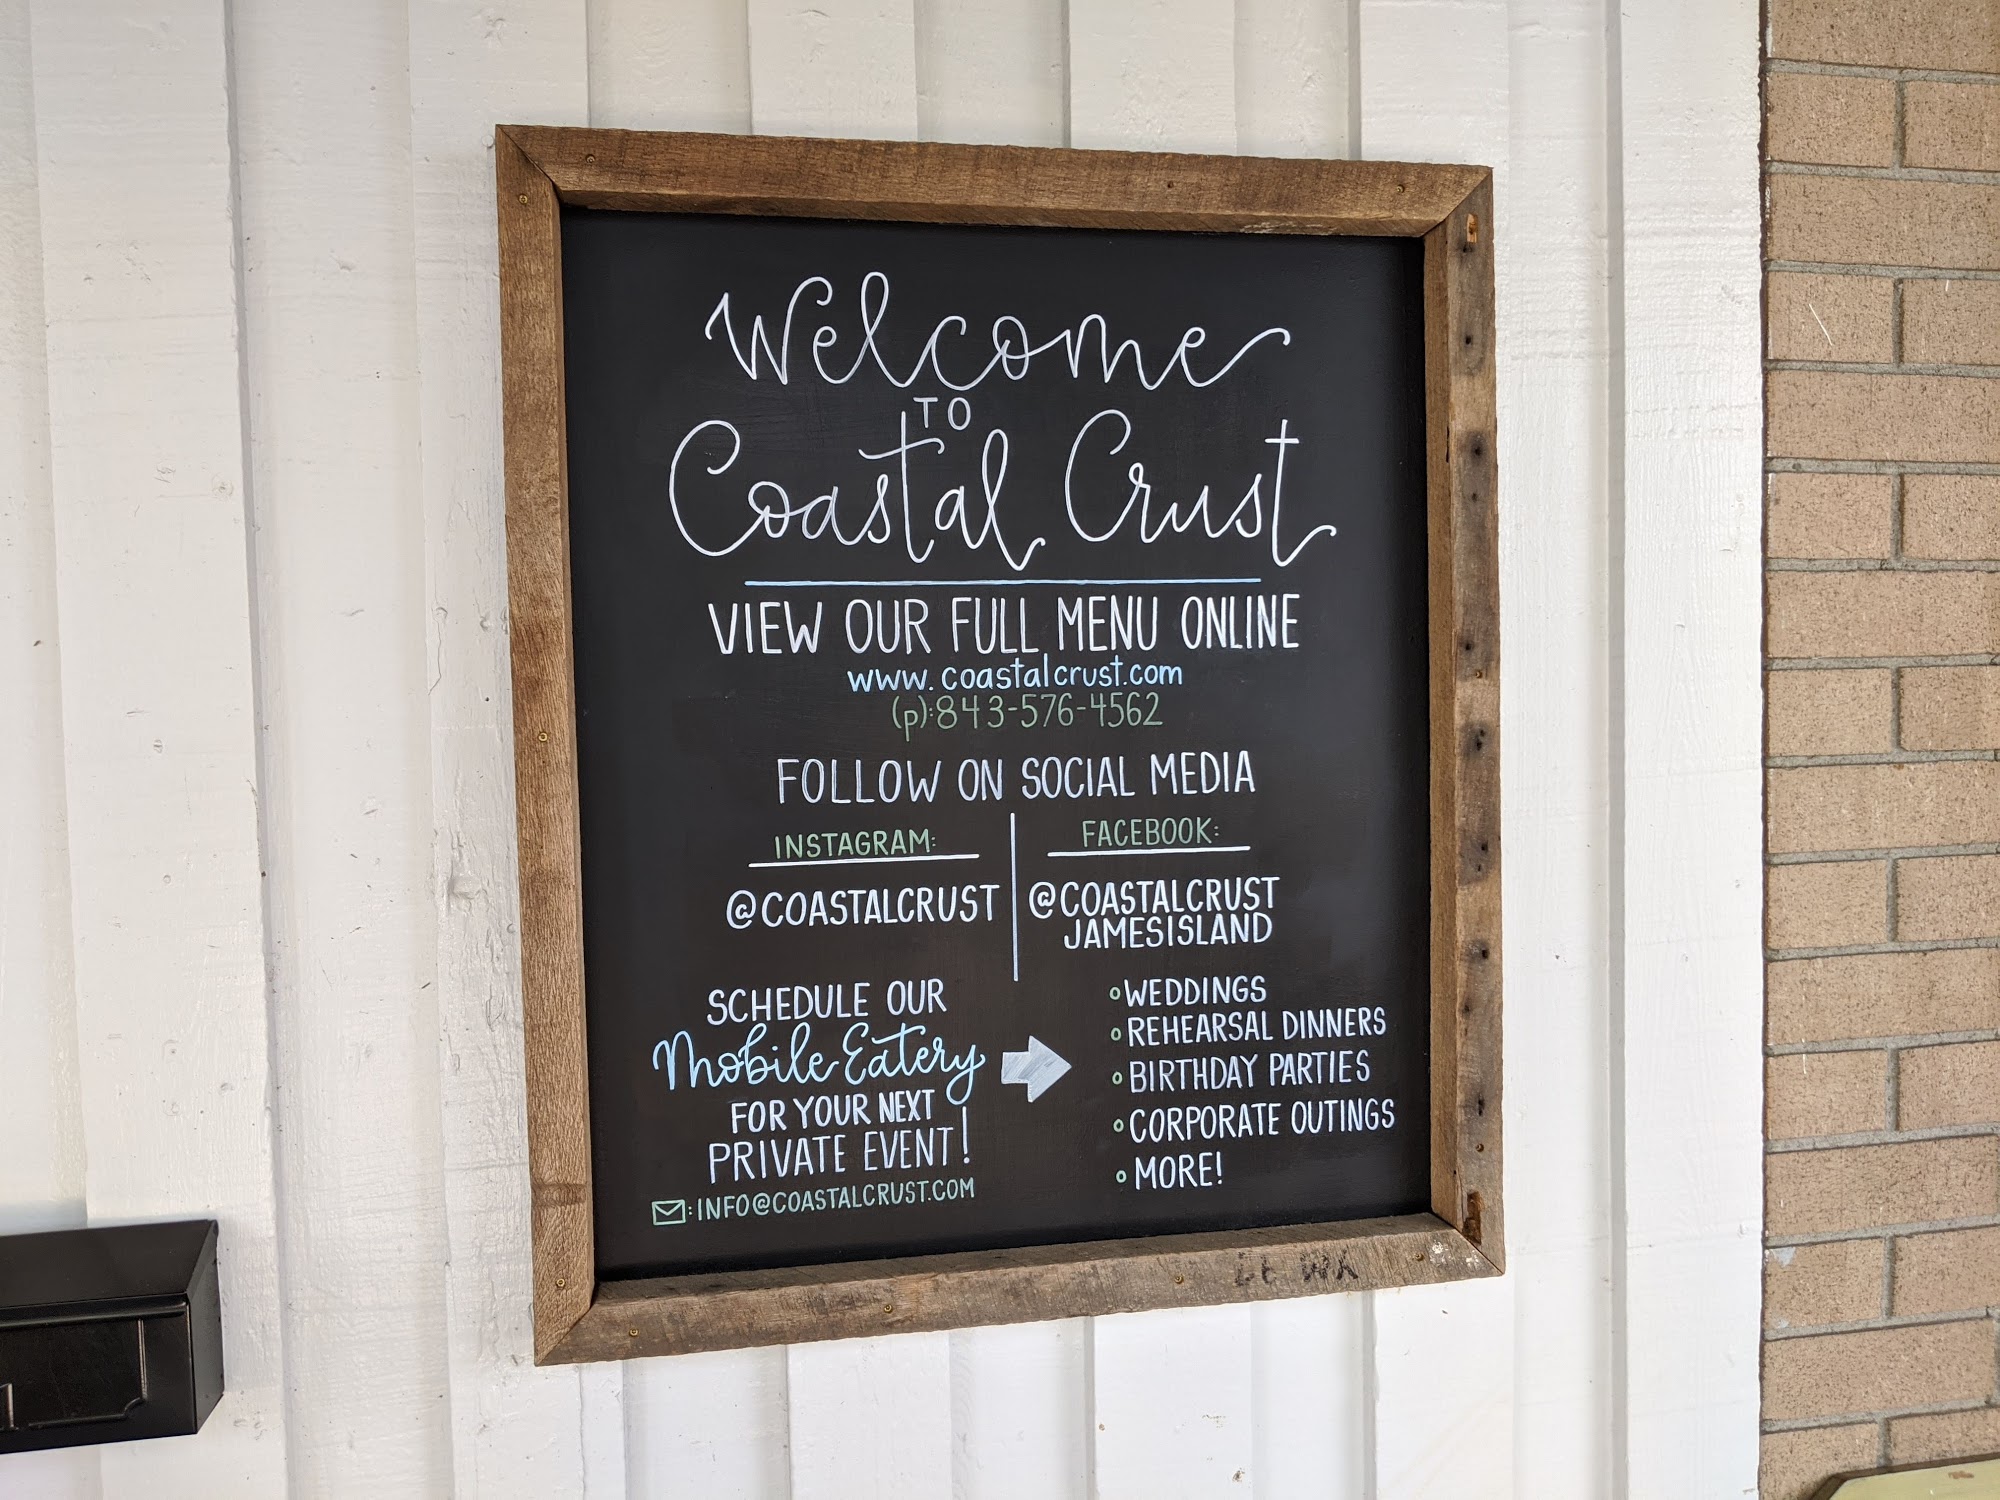 Welcome
TO
Coastal Crust
VIEW OUR FULL MENU ONLINE
www.coastalcrust.com
(p):843-576-4562
FOLLOW ON SOCIAL MEDIA
INSTAGRAM:
@COASTALCRUST
FACEBOOK:
@COASTALCRUST
JAMESISLAND
SCHEDULE OUR
Mobile Eatery
FOR YOUR NEXT
PRIVATE EVENT!
:INFO@COASTALCRUST.COM
WEDDINGS
REHEARSAL DINNERS
BIRTHDAY PARTIES
CORPORATE OUTINGS
MORE!